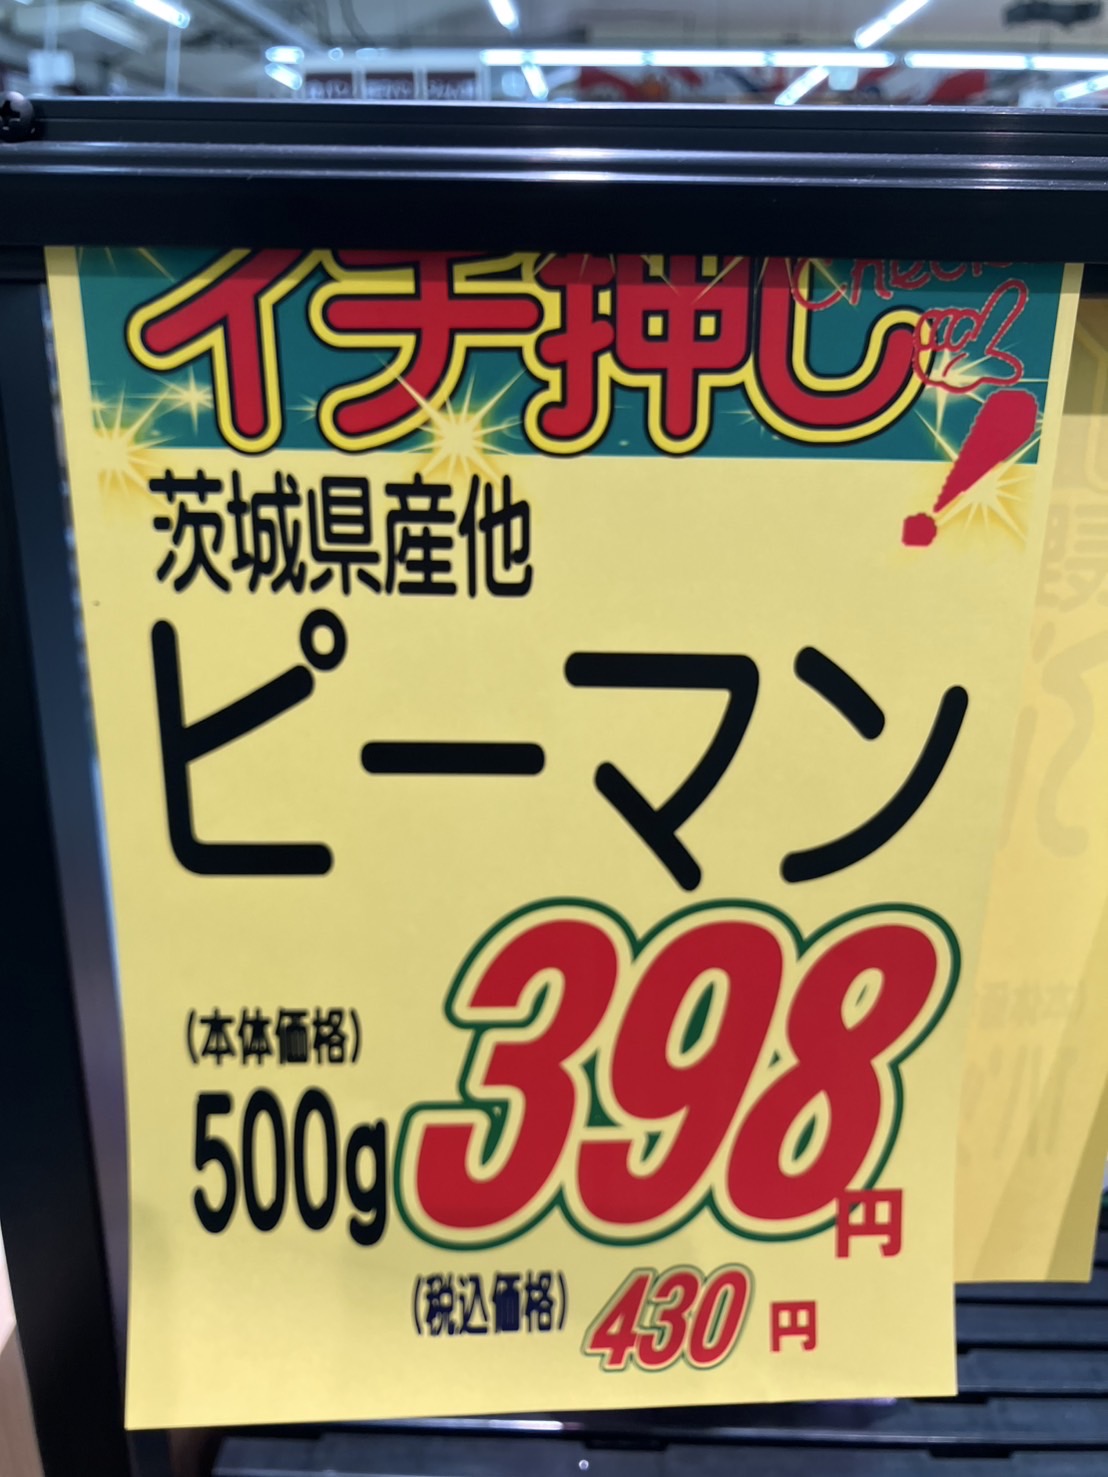 イチ押し
CHECK
!
茨城県産他
ピーマン
(本体価格)
500g
398円
(税込価格) 430円